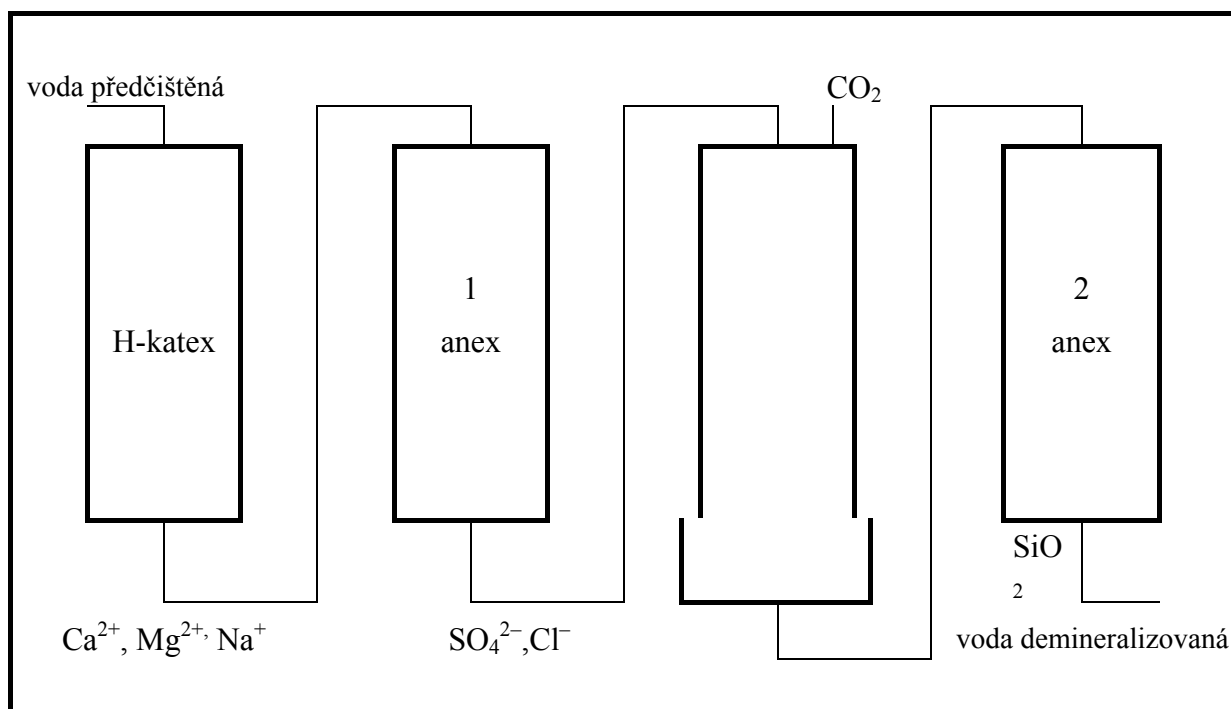 voda předčištěná
CO₂
H-katex
1
anex
2
anex
SiO
2
Ca²⁺, Mg²⁺, Na⁺
SO₄²⁻,Cl⁻
voda demineralizovaná